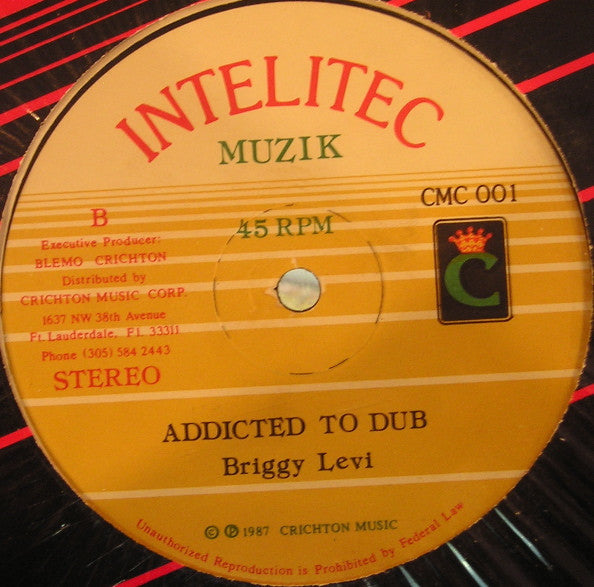 INTELITEC
MUZIK
CMC 001
B
45 RPM
Executive Producer:
BLEMO CRICHTON
Distributed by
CRICHTON MUSIC CORP.
1637 NW 38th Avenue
Ft. Lauderdale, Fl 33311
Phone (305) 584 2443
STEREO
C
ADDICTED TO DUB
Briggy Levi
© ℗ 1987 CRICHTON MUSIC
Unauthorized Reproduction is Prohibited by Federal Law